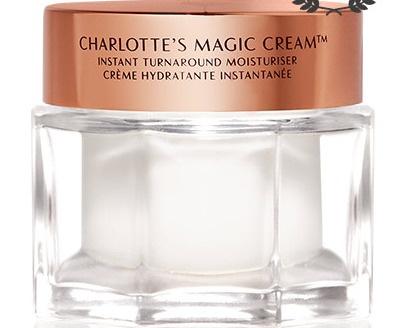 CHARLOTTE'S MAGIC CREAM™
INSTANT TURNAROUND MOISTURISER
CRÈME HYDRATANTE INSTANTANÉE